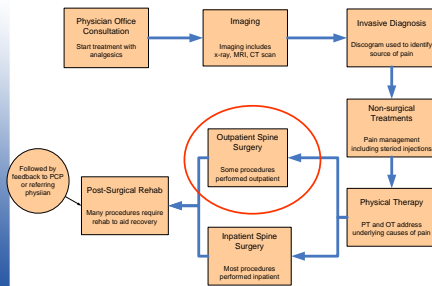 Physician Office
Consultation
Start treatment with
analgesics
Imaging
Imaging includes
x-ray, MRI, CT scan
Invasive Diagnosis
Discogram used to identify
source of pain
Non-surgical
Treatments
Pain management
including steriod injections
Outpatient Spine
Surgery
Some procedures
performed outpatient
Followed by
feedback to PCP
or referring
physiian
Post-Surgical Rehab
Many procedures require
rehab to aid recovery
Physical Therapy
PT and OT address
underlying causes of pain
Inpatient Spine
Surgery
Most procedures
performed inpatient